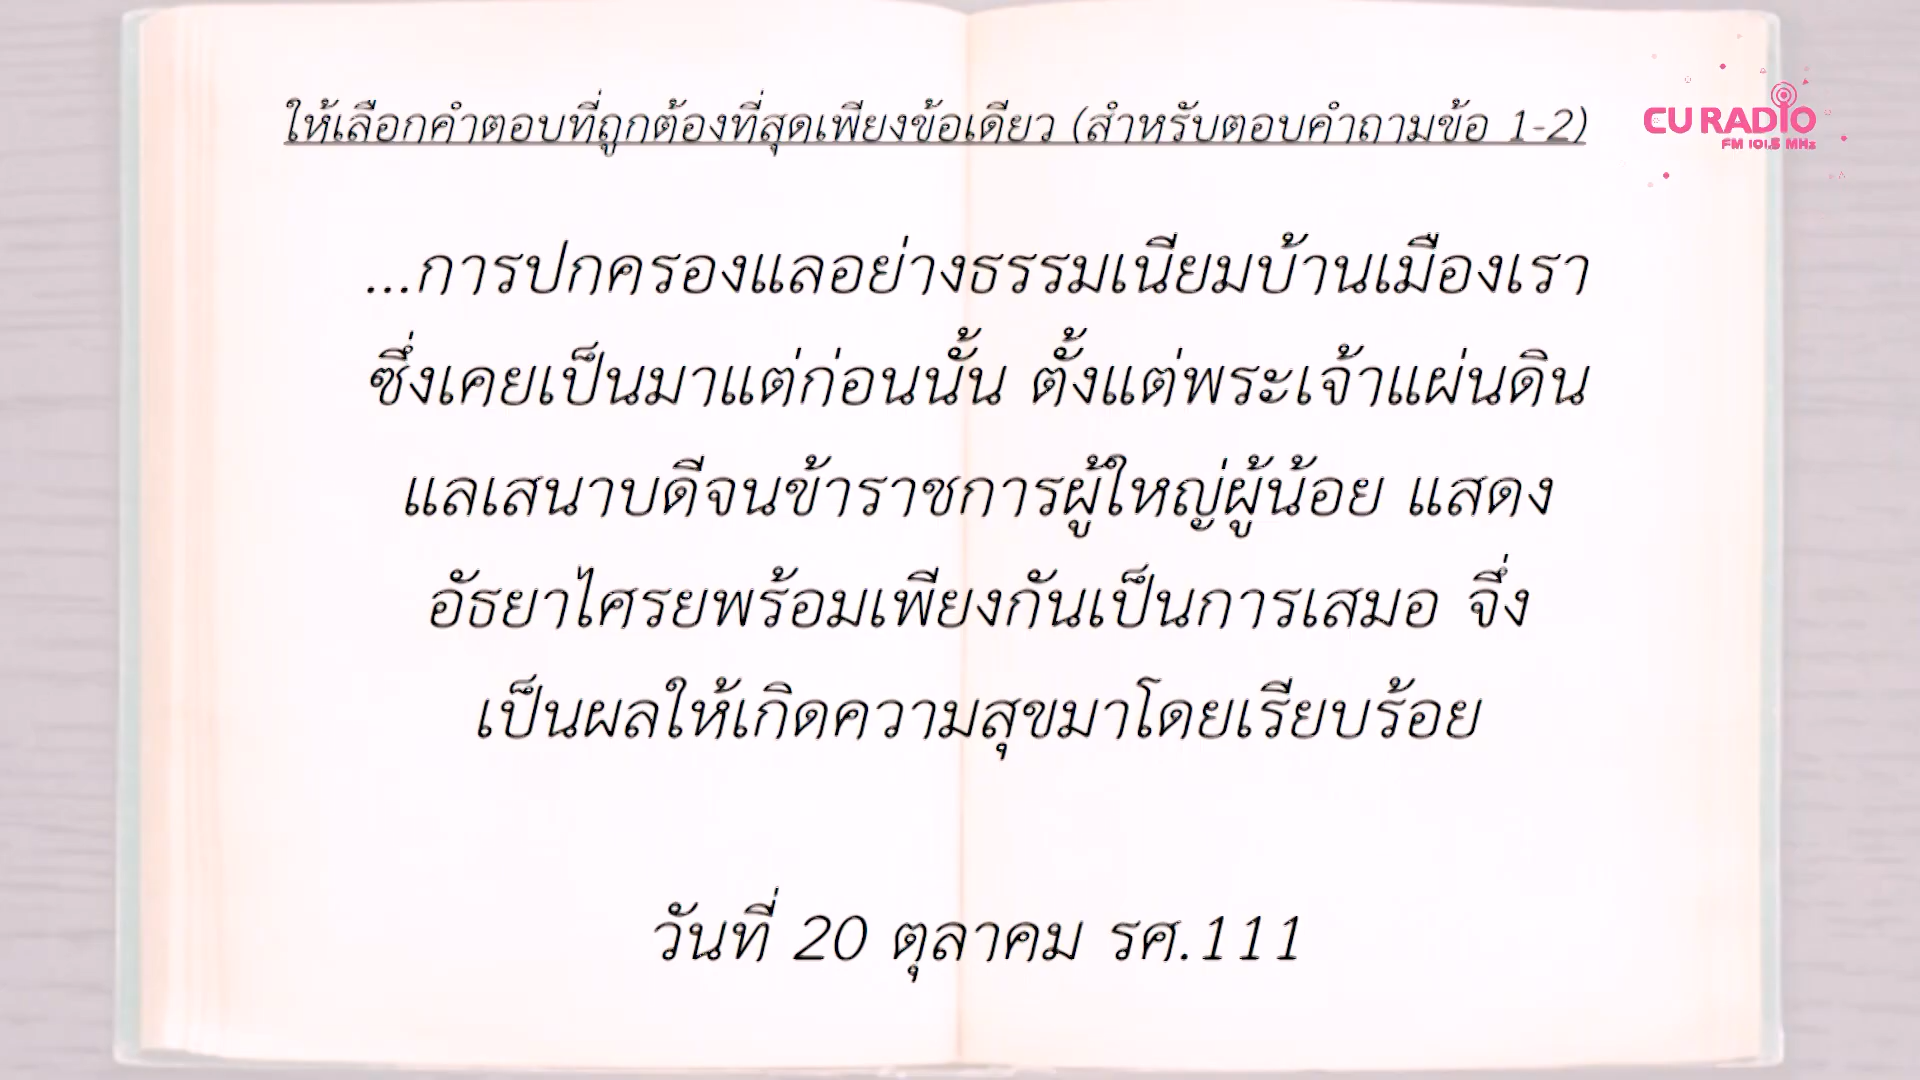 ให้เลือกคำตอบที่ถูกต้องที่สุดเพียงข้อเดียว (สำหรับตอบคำถามข้อ 1-2)
CU RADIO
FM 101.5 MHz
...การปกครองแลอย่างธรรมเนียมบ้านเมืองเรา
ซึ่งเคยเป็นมาแต่ก่อนนั้น ตั้งแต่พระเจ้าแผ่นดิน
แลเสนาบดีจนข้าราชการผู้ใหญ่ผู้น้อย แสดง
อัธยาไศรยพร้อมเพียงกันเป็นการเสมอ จึ่ง
เป็นผลให้เกิดความสุขมาโดยเรียบร้อย
วันที่ 20 ตุลาคม รศ.111